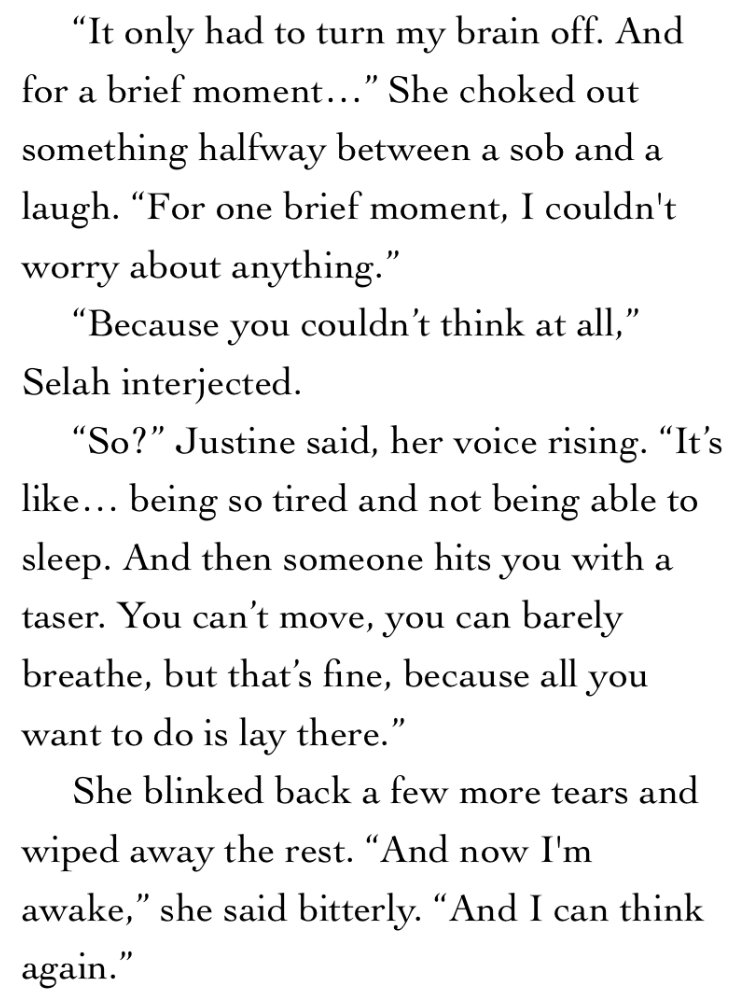 “It only had to turn my brain off. And
for a brief moment…” She choked out
something halfway between a sob and a
laugh. “For one brief moment, I couldn't
worry about anything.”
“Because you couldn’t think at all,”
Selah interjected.
“So?” Justine said, her voice rising. “It’s
like… being so tired and not being able to
sleep. And then someone hits you with a
taser. You can’t move, you can barely
breathe, but that’s fine, because all you
want to do is lay there.”
She blinked back a few more tears and
wiped away the rest. “And now I'm
awake,” she said bitterly. “And I can think
again.”